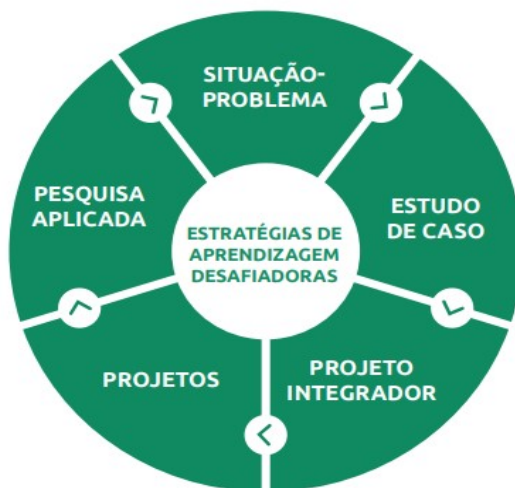 SITUAÇÃO-
PROBLEMA
PESQUISA
APLICADA
ESTUDO
DE CASO
ESTRATÉGIAS DE
APRENDIZAGEM
DESAFIADORAS
PROJETOS
PROJETO
INTEGRADOR